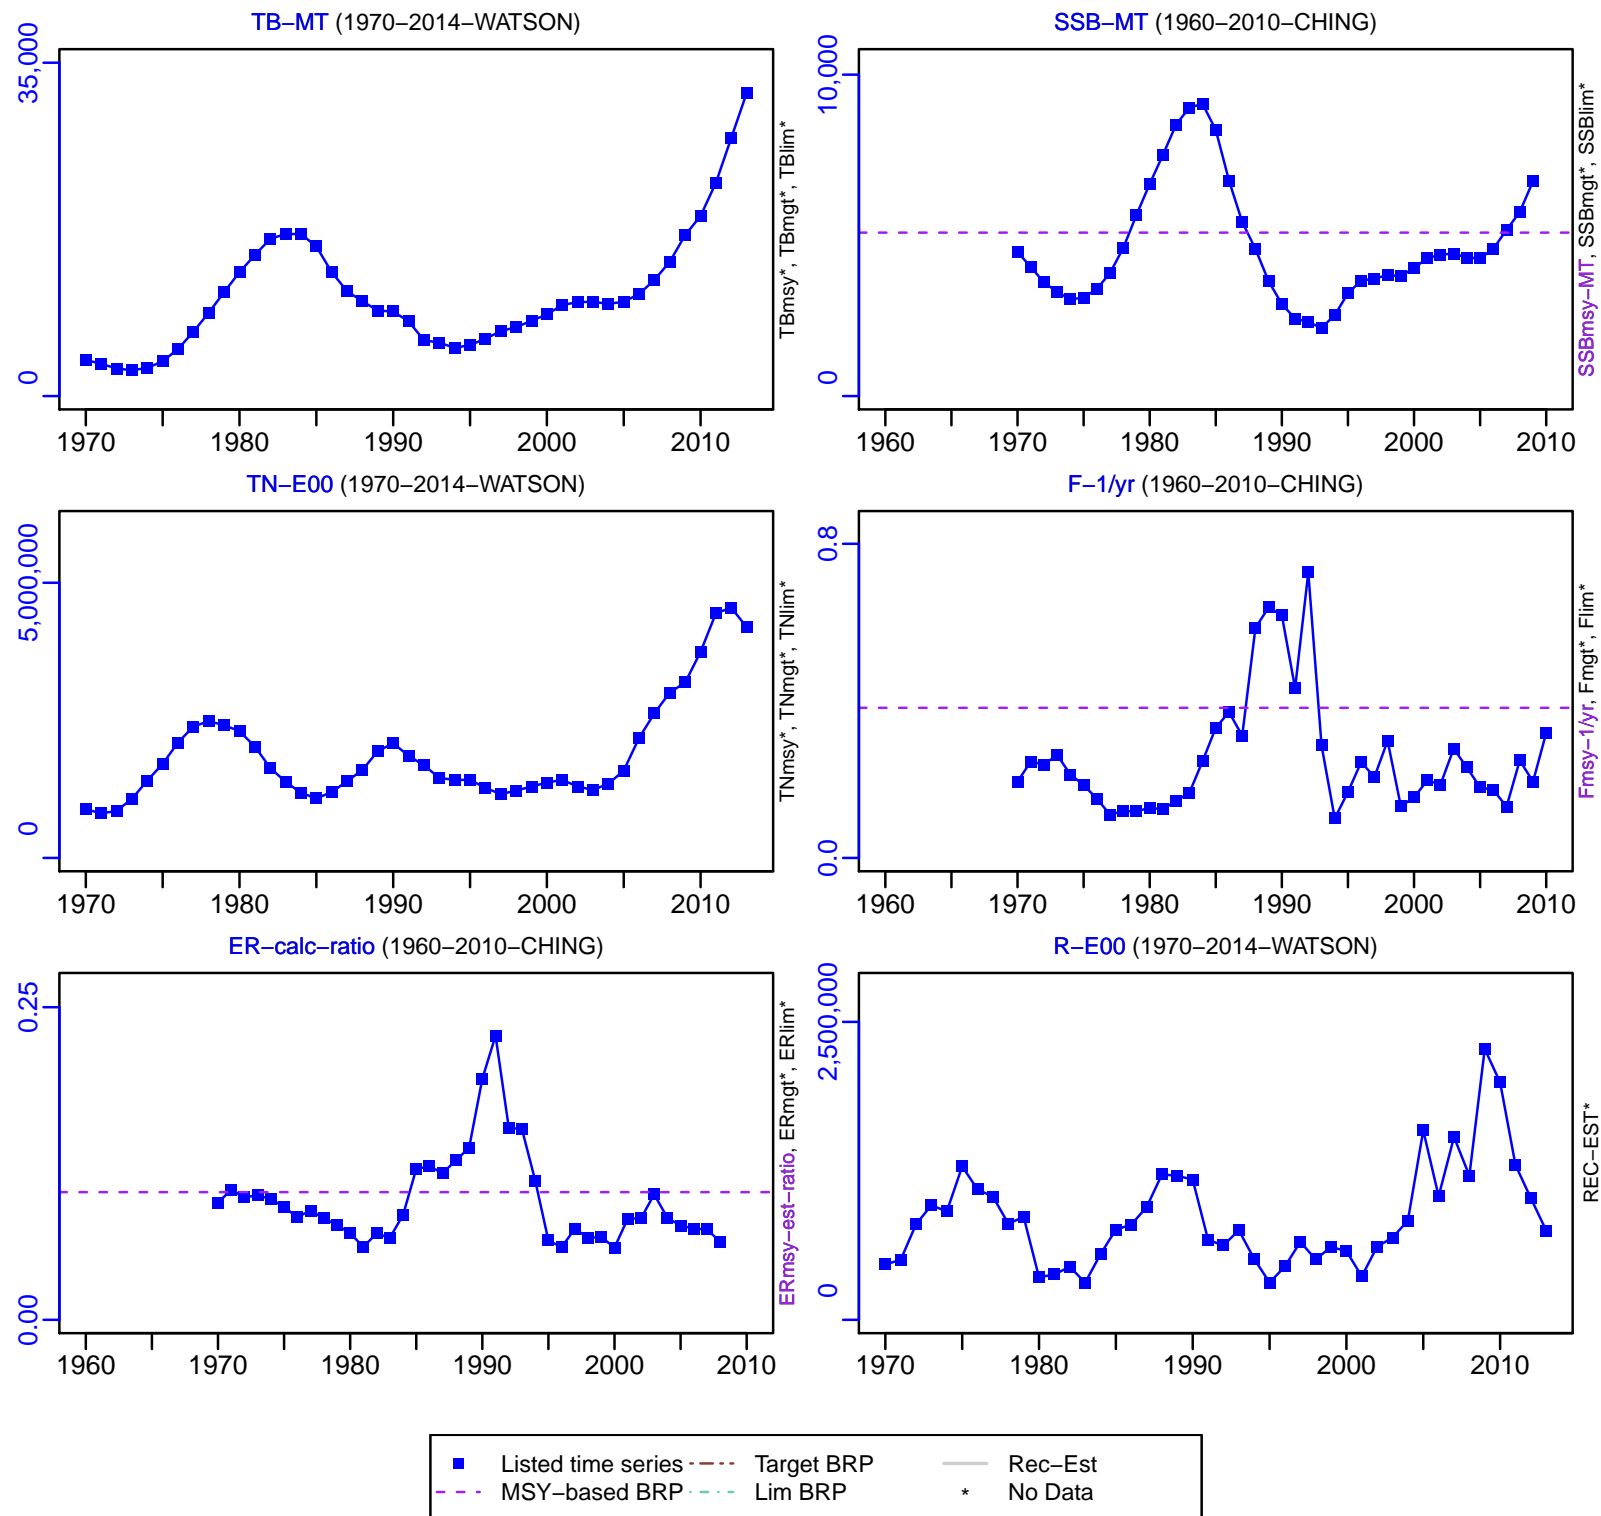 TB−MT (1970−2014−WATSON)
35,000
0
1970 1980 1990 2000 2010
TBmsy*, TBmgt*, TBlim*
SSB−MT (1960−2010−CHING)
10,000
0
1960 1970 1980 1990 2000 2010
SSBmsy−MT, SSBmgt*, SSBlim*
TN−E00 (1970−2014−WATSON)
5,000,000
0
1970 1980 1990 2000 2010
TNmsy*, TNmgt*, TNlim*
F−1/yr (1960−2010−CHING)
0.8
0.0
1960 1970 1980 1990 2000 2010
Fmsy−1/yr, Fmgt*, Flim*
ER−calc−ratio (1960−2010−CHING)
0.25
0.00
1960 1970 1980 1990 2000 2010
ERmsy−est−ratio, ERmgt*, ERlim*
R−E00 (1970−2014−WATSON)
2,500,000
0
1970 1980 1990 2000 2010
REC−EST*
Listed time series Target BRP Rec−Est
MSY−based BRP Lim BRP * No Data